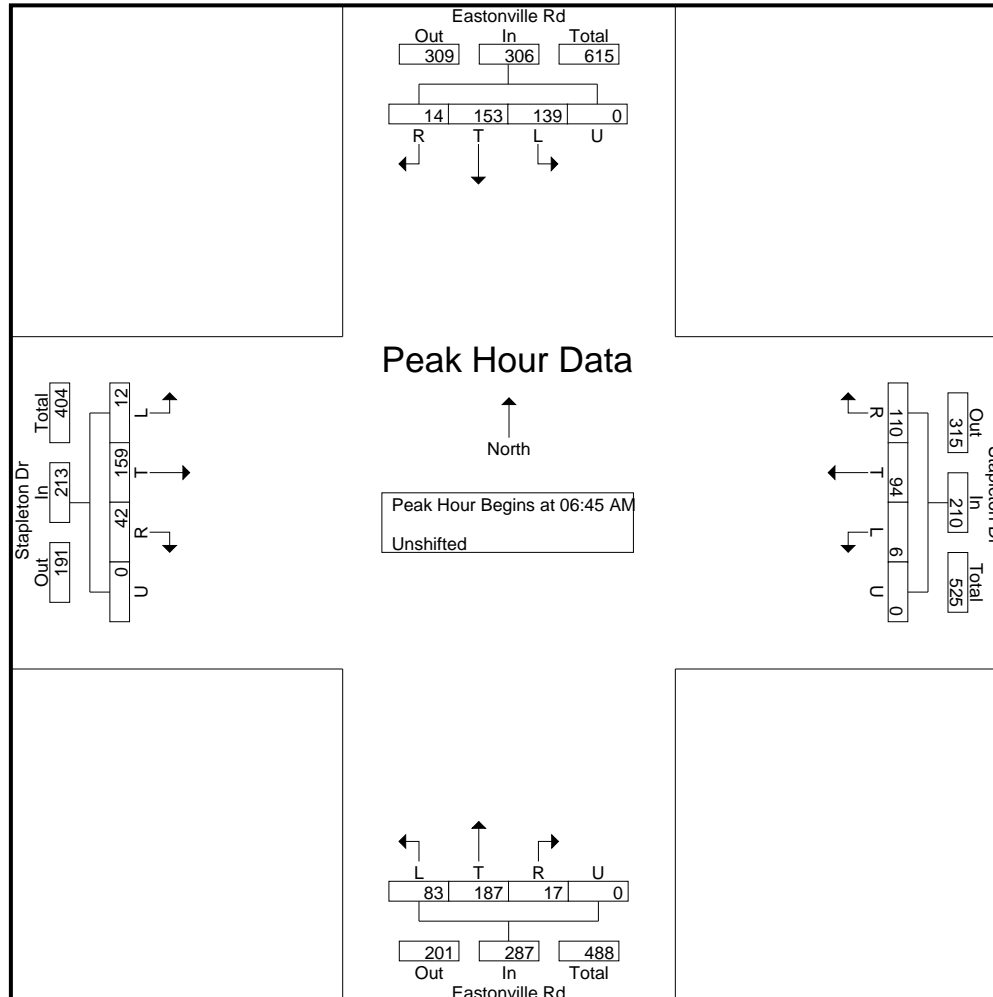 Eastonville Rd
Out In Total
309 306 615
14 153 139 0
R T L U
Peak Hour Data
North
Peak Hour Begins at 06:45 AM
Unshifted
Stapleton Dr
Total In Out
404 213 191
12 159 42 0
L T R U
R T L U
110 94 6 0
Out In Total
315 210 525
Stapleton Dr
L T R U
83 187 17 0
201 287 488
Out In Total
Eastonville Rd